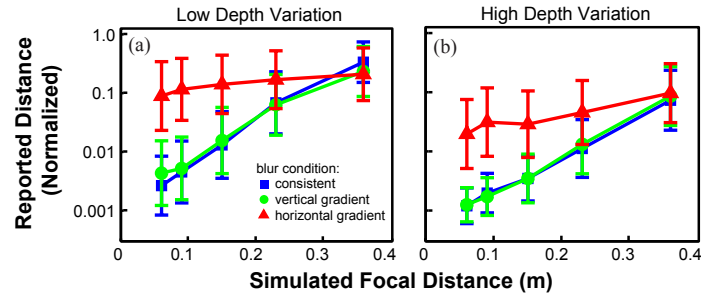 Low Depth Variation
High Depth Variation
(a)
(b)
Reported Distance
(Normalized)
1.0
0.1
0.01
0.001
blur condition:
consistent
vertical gradient
horizontal gradient
0 0.1 0.2 0.3 0.4
0 0.1 0.2 0.3 0.4
Simulated Focal Distance (m)